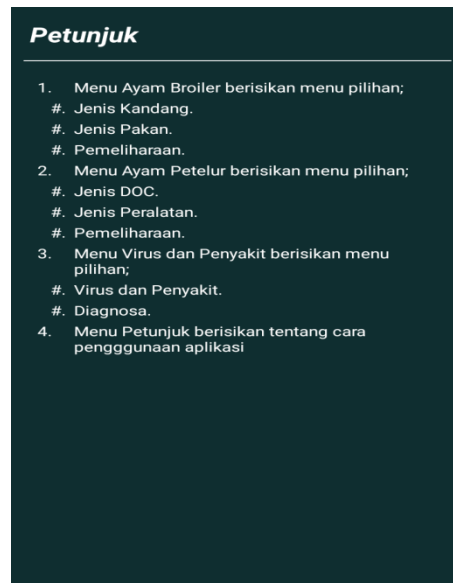 Petunjuk
1. Menu Ayam Broiler berisikan menu pilihan;
#. Jenis Kandang.
#. Jenis Pakan.
#. Pemeliharaan.
2. Menu Ayam Petelur berisikan menu pilihan;
#. Jenis DOC.
#. Jenis Peralatan.
#. Pemeliharaan.
3. Menu Virus dan Penyakit berisikan menu
pilihan;
#. Virus dan Penyakit.
#. Diagnosa.
4. Menu Petunjuk berisikan tentang cara
pengggunaan aplikasi